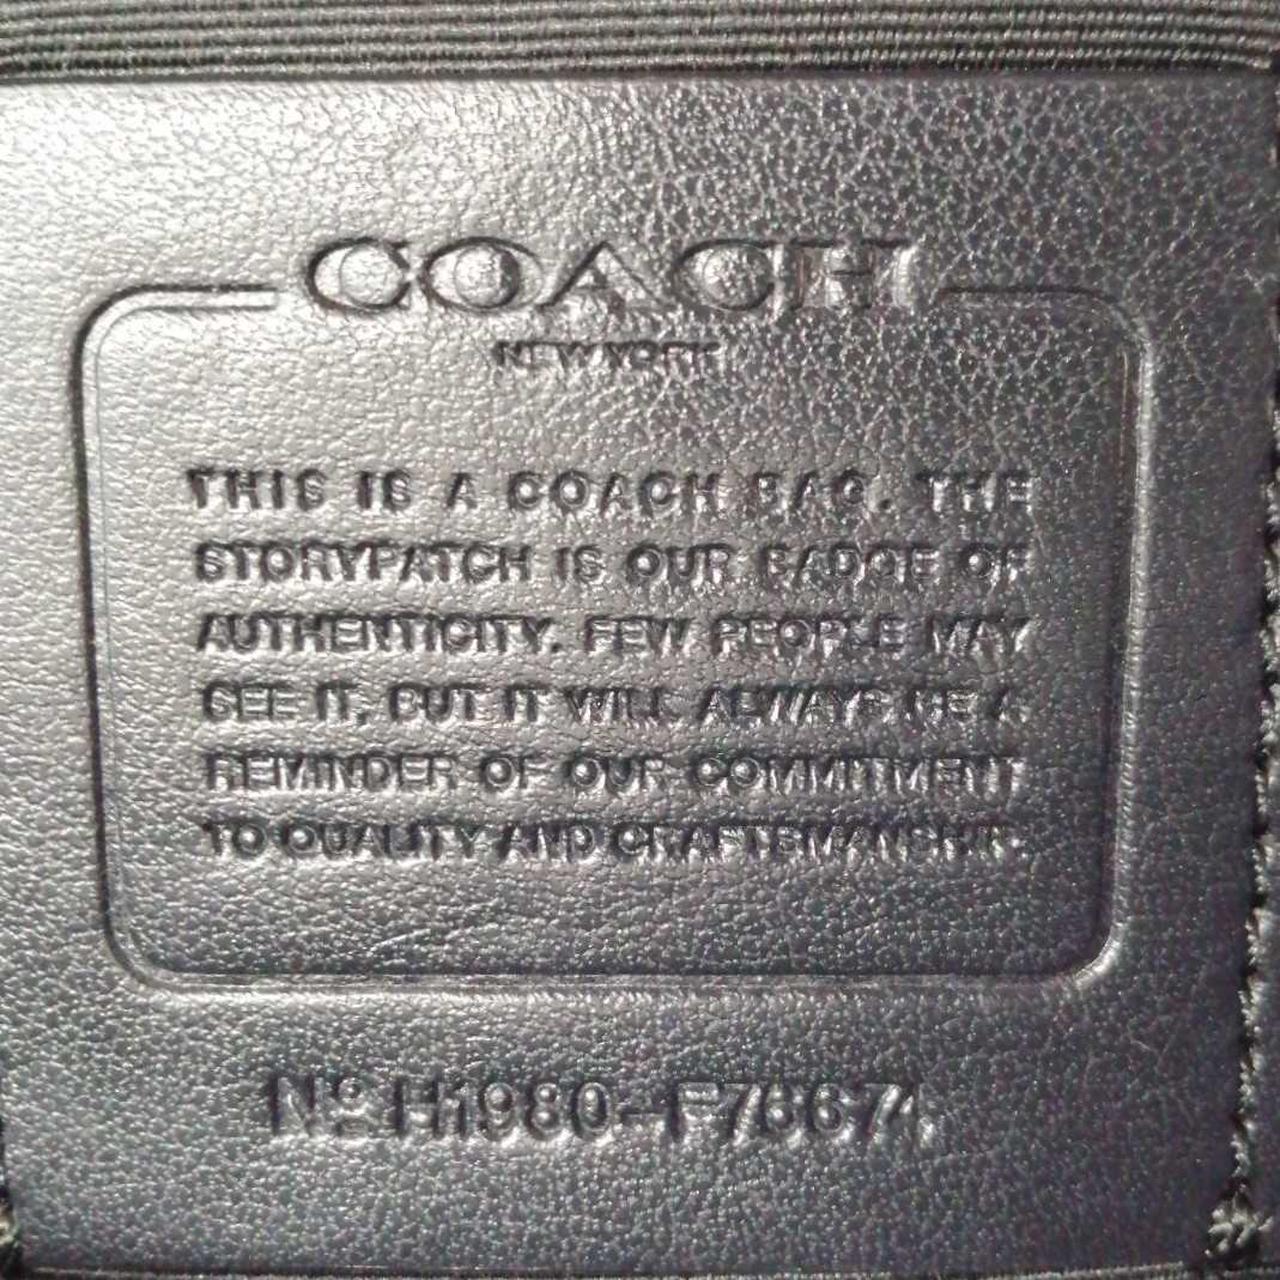 COACH
NEW YORK
THIS IS A COACH BAG. THE
STORYPATCH IS OUR BADGE OF
AUTHENTICITY. FEW PEOPLE MAY
SEE IT, BUT IT WILL ALWAYS BE A
REMINDER OF OUR COMMITMENT
TO QUALITY AND CRAFTSMANSHIP.
Nº H1980-F78674